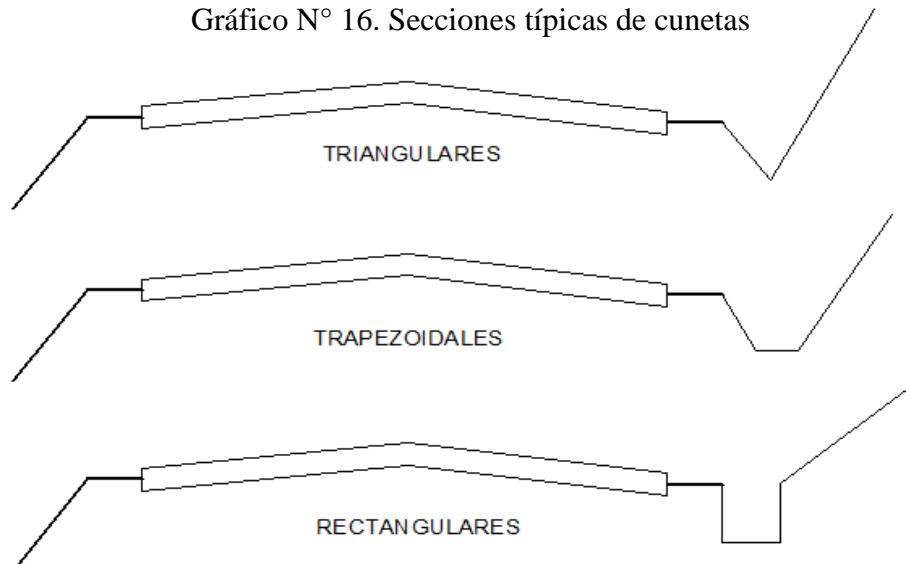 Gráfico N° 16. Secciones típicas de cunetas
TRIANGULARES
TRAPEZOIDALES
RECTANGULARES